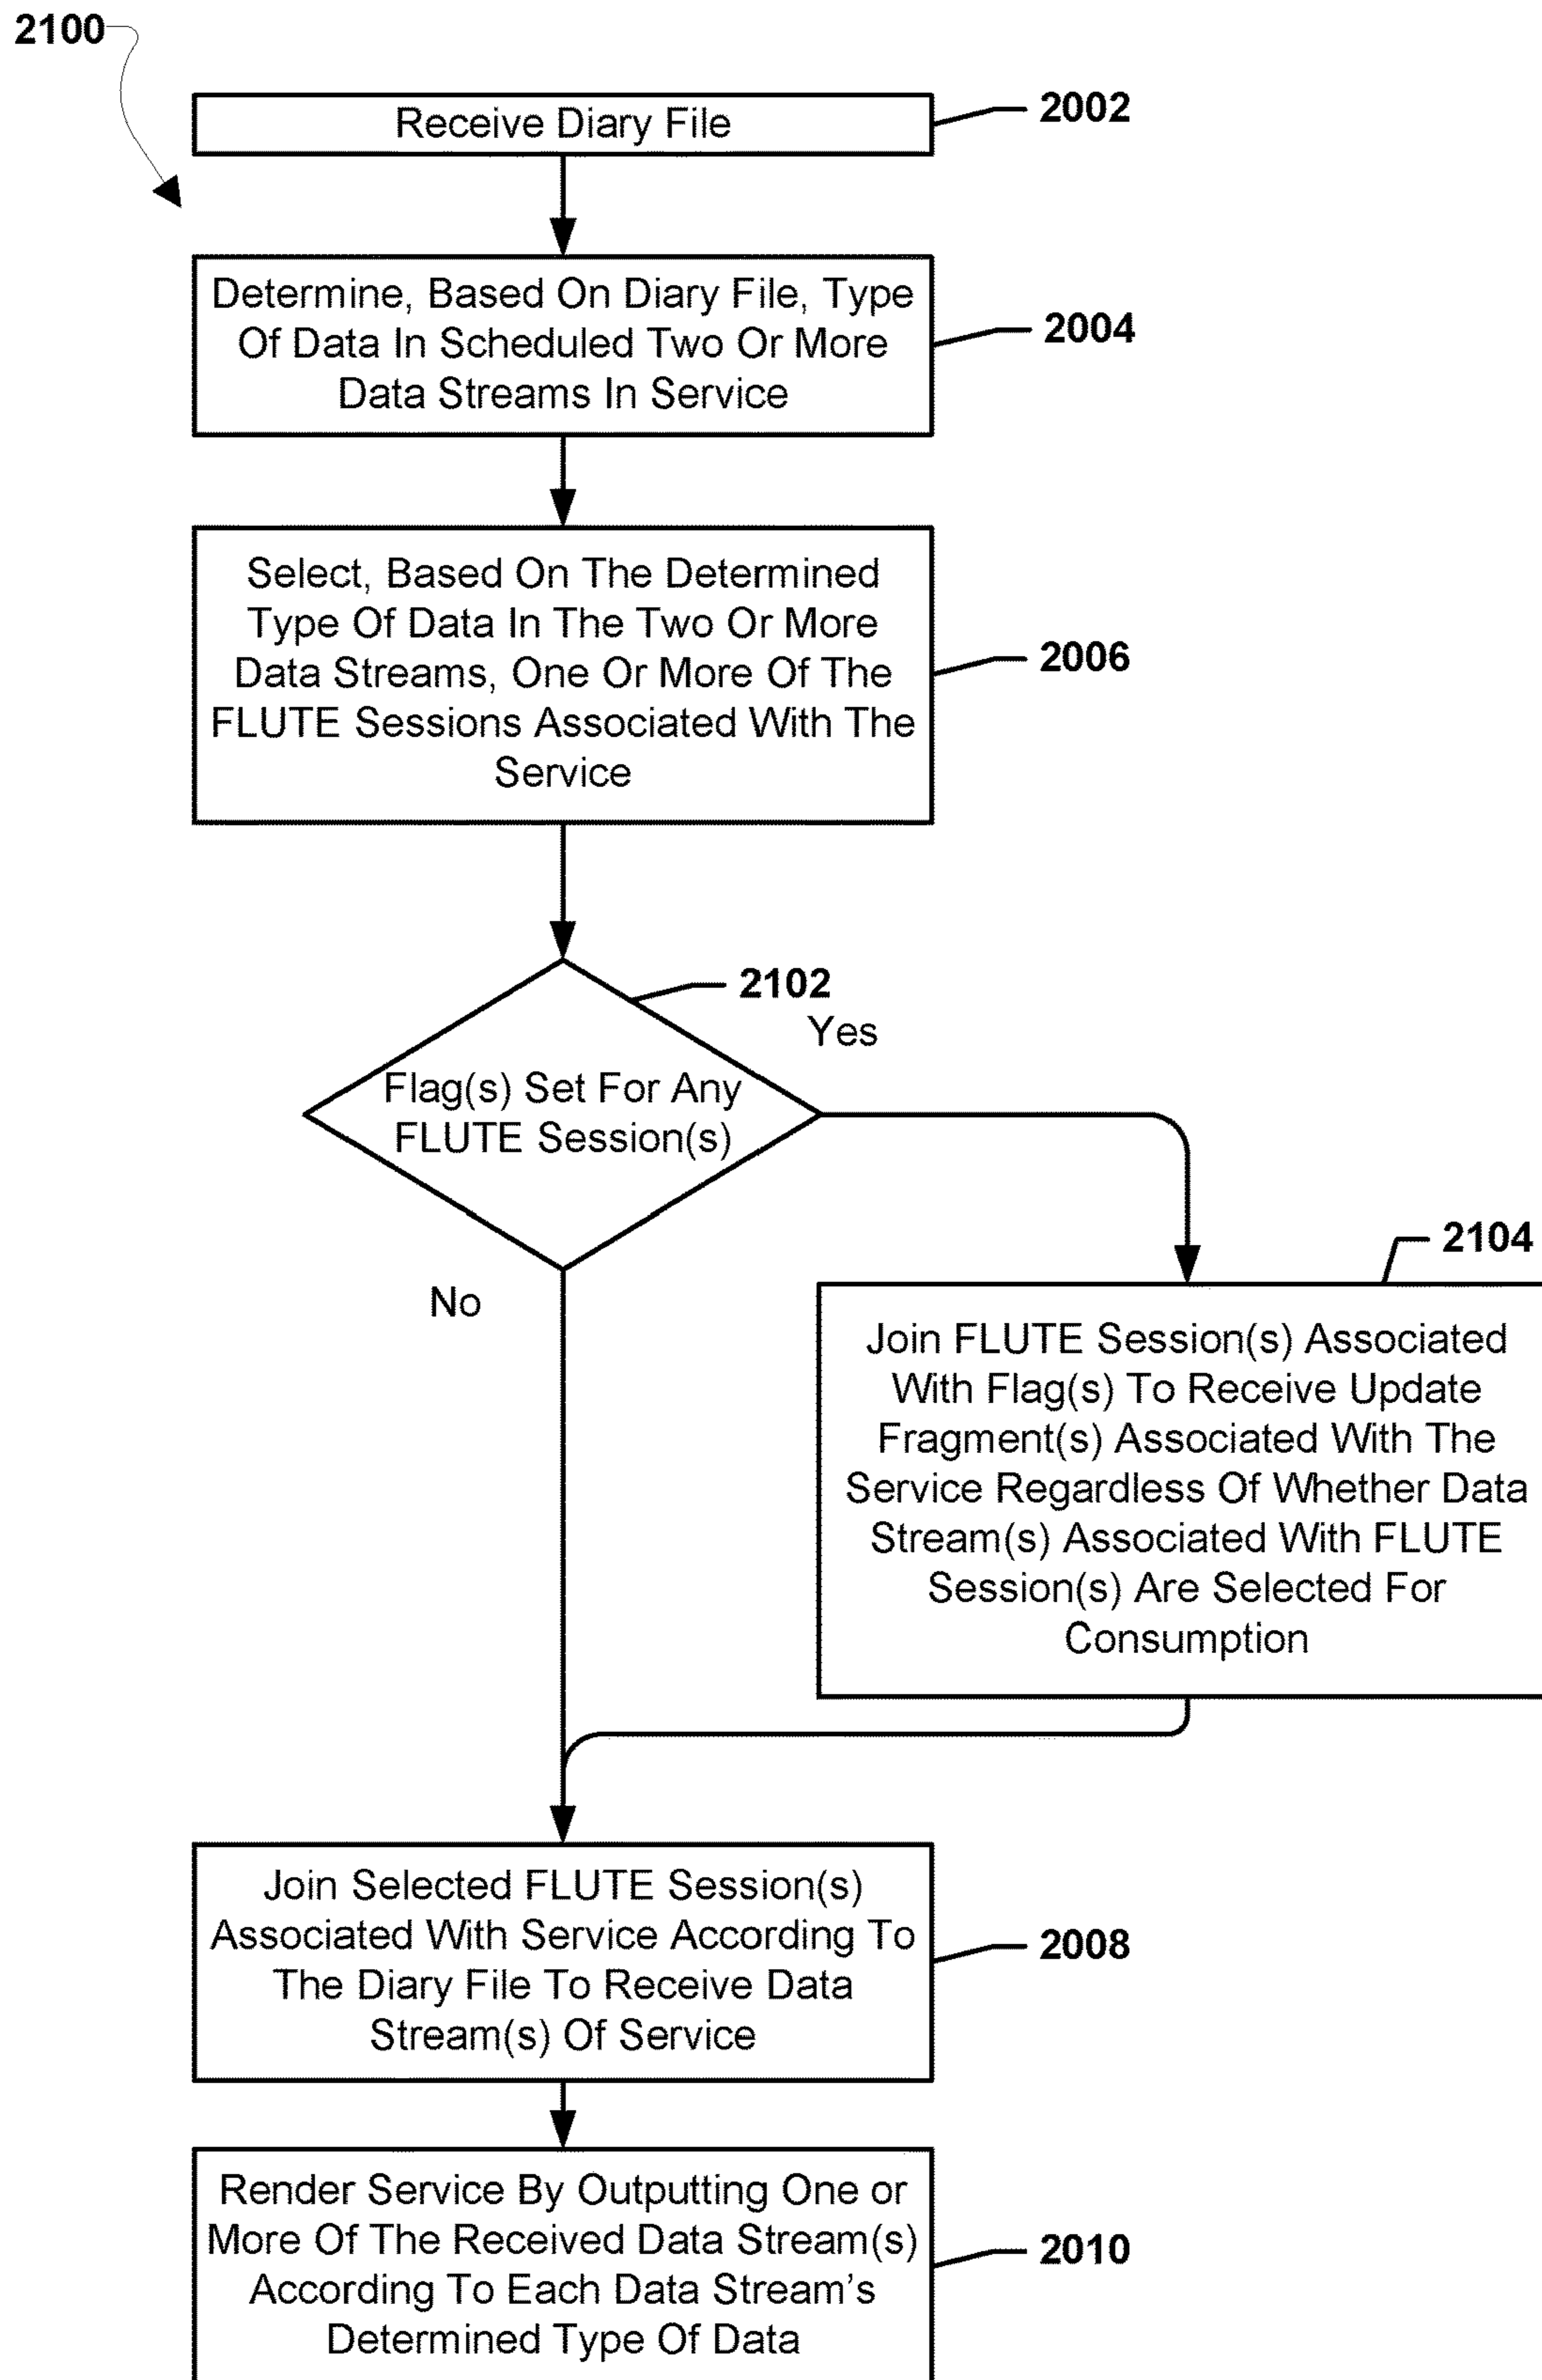 2100
Receive Diary File
2002
Determine, Based On Diary File, Type
Of Data In Scheduled Two Or More
Data Streams In Service
2004
Select, Based On The Determined
Type Of Data In The Two Or More
Data Streams, One Or More Of The
FLUTE Sessions Associated With The
Service
2006
2102
Yes
Flag(s) Set For Any
FLUTE Session(s)
No
2104
Join FLUTE Session(s) Associated
With Flag(s) To Receive Update
Fragment(s) Associated With The
Service Regardless Of Whether Data
Stream(s) Associated With FLUTE
Session(s) Are Selected For
Consumption
Join Selected FLUTE Session(s)
Associated With Service According To
The Diary File To Receive Data
Stream(s) Of Service
2008
Render Service By Outputting One or
More Of The Received Data Stream(s)
According To Each Data Stream’s
Determined Type Of Data
2010